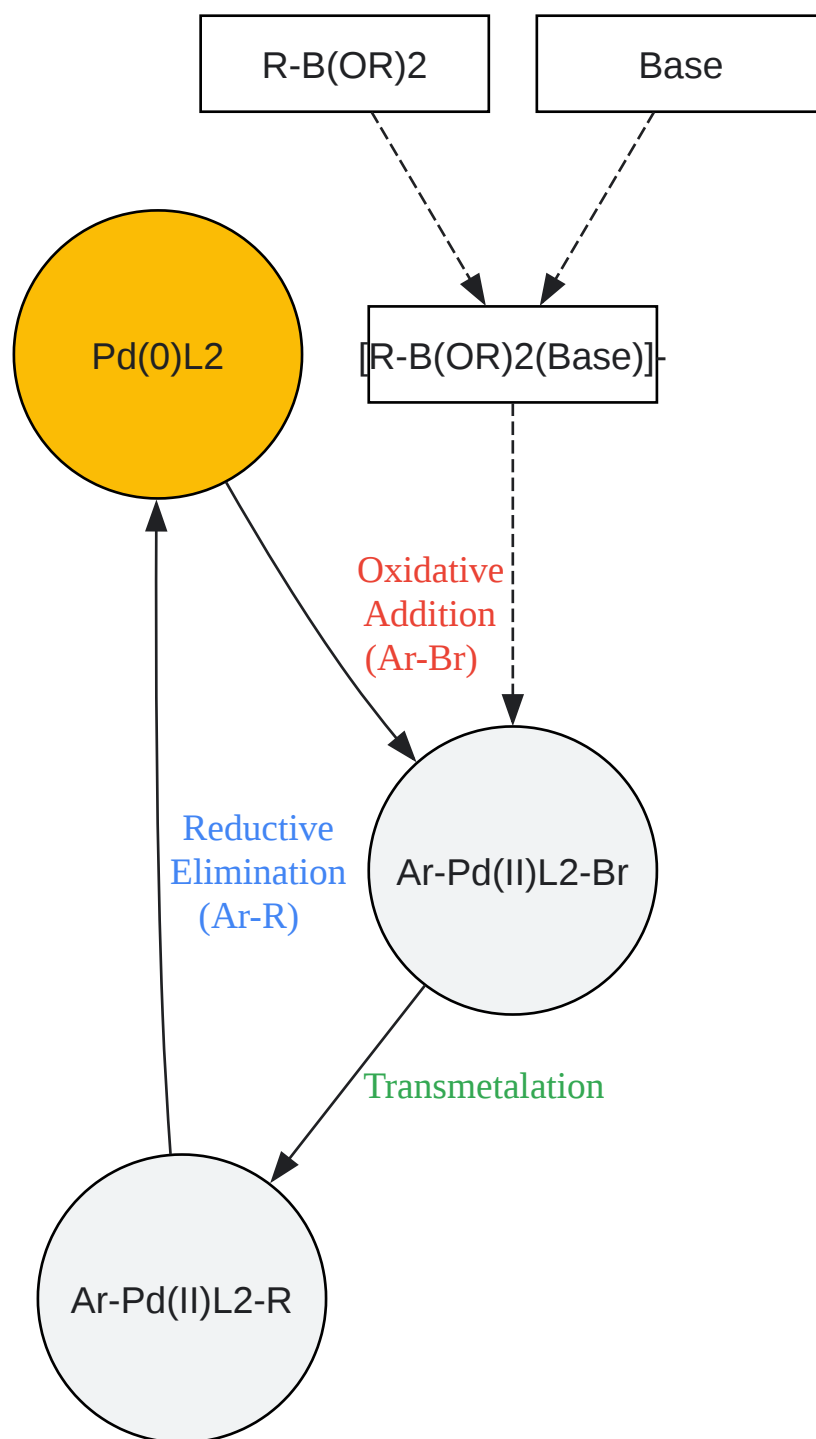 R-B(OR)2
Base
Pd(0)L2
[R-B(OR)2(Base)]-
Oxidative
Addition
(Ar-Br)
Reductive
Elimination
(Ar-R)
Ar-Pd(II)L2-Br
Transmetalation
Ar-Pd(II)L2-R